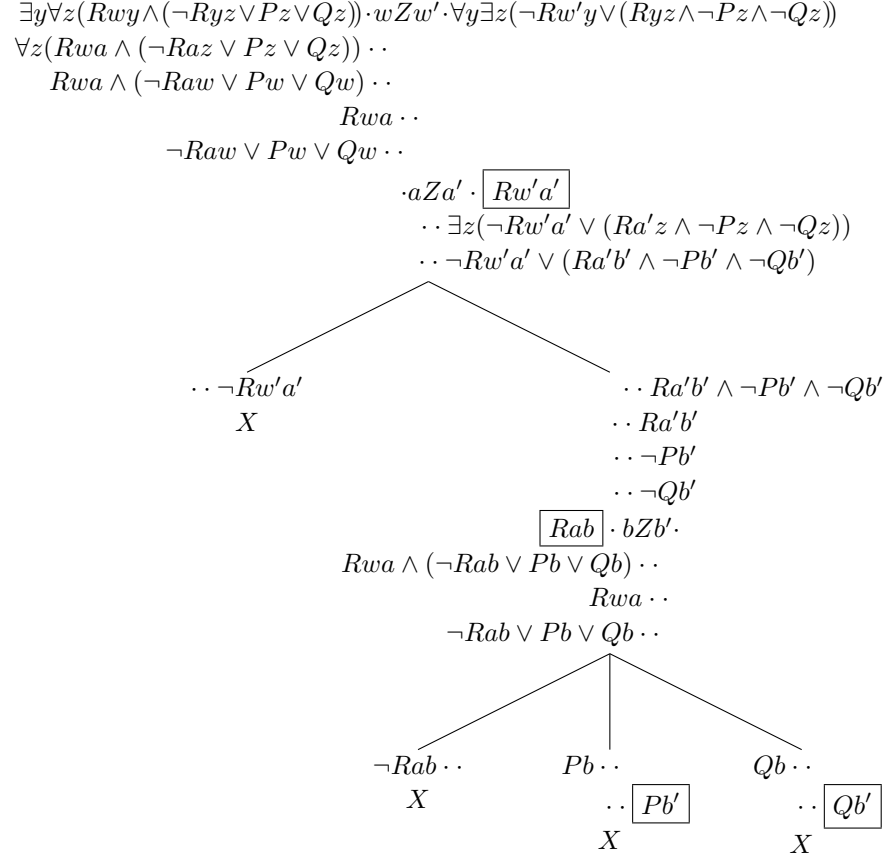 ∃y∀z(Rwy∧(¬Ryz∨Pz∨Qz))·wZw′·∀y∃z(¬Rw′y∨(Ryz∧¬Pz∧¬Qz))
∀z(Rwa ∧ (¬Raz ∨ Pz ∨ Qz)) · ·
Rwa ∧ (¬Raw ∨ Pw ∨ Qw) · ·
Rwa · ·
¬Raw ∨ Pw ∨ Qw · ·
·aZa′ · Rw′a′
· · ∃z(¬Rw′a′ ∨ (Ra′z ∧ ¬Pz ∧ ¬Qz))
· · ¬Rw′a′ ∨ (Ra′b′ ∧ ¬Pb′ ∧ ¬Qb′)
· · ¬Rw′a′ · · Ra′b′ ∧ ¬Pb′ ∧ ¬Qb′
X · · Ra′b′
· · ¬Pb′
· · ¬Qb′
Rab · bZb′·
Rwa ∧ (¬Rab ∨ Pb ∨ Qb) · ·
Rwa · ·
¬Rab ∨ Pb ∨ Qb · ·
¬Rab · · Pb · · Qb · ·
X · · Pb′ · · Qb′
X X